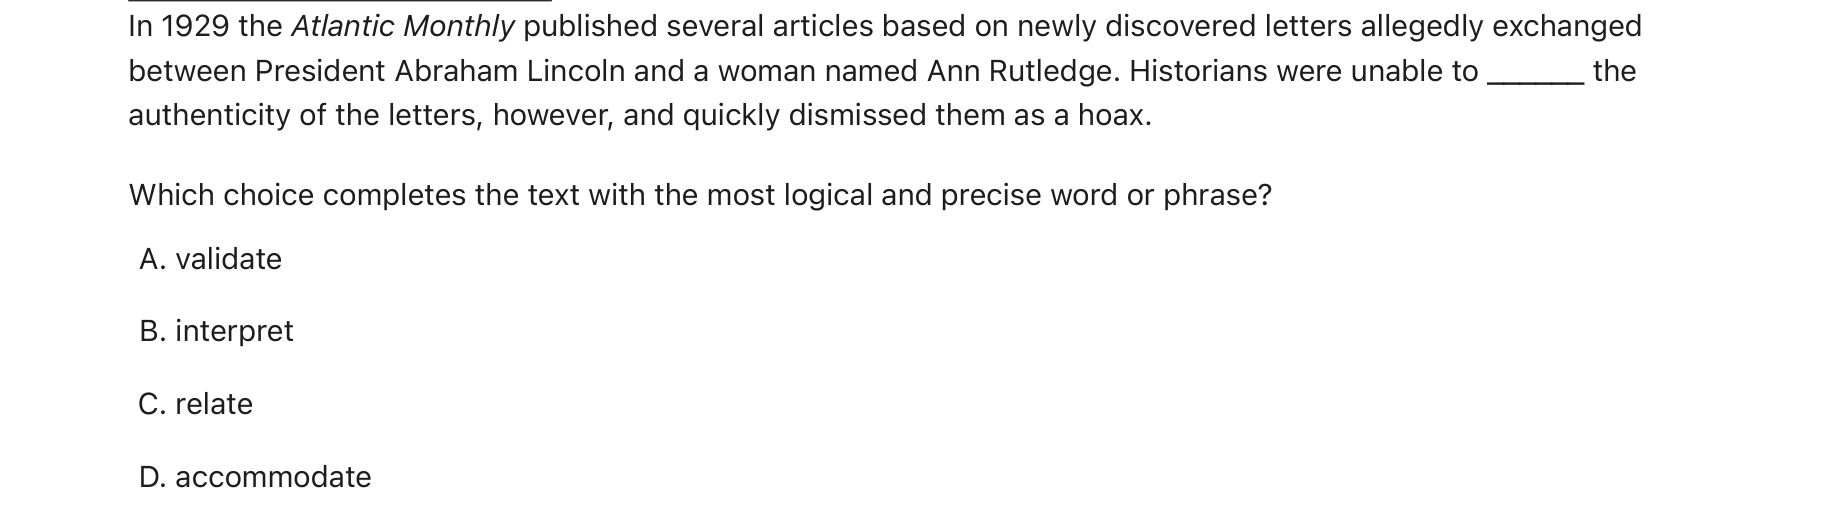 In 1929 the Atlantic Monthly published several articles based on newly discovered letters allegedly exchanged
between President Abraham Lincoln and a woman named Ann Rutledge. Historians were unable to ______ the
authenticity of the letters, however, and quickly dismissed them as a hoax.
Which choice completes the text with the most logical and precise word or phrase?
A. validate
B. interpret
C. relate
D. accommodate